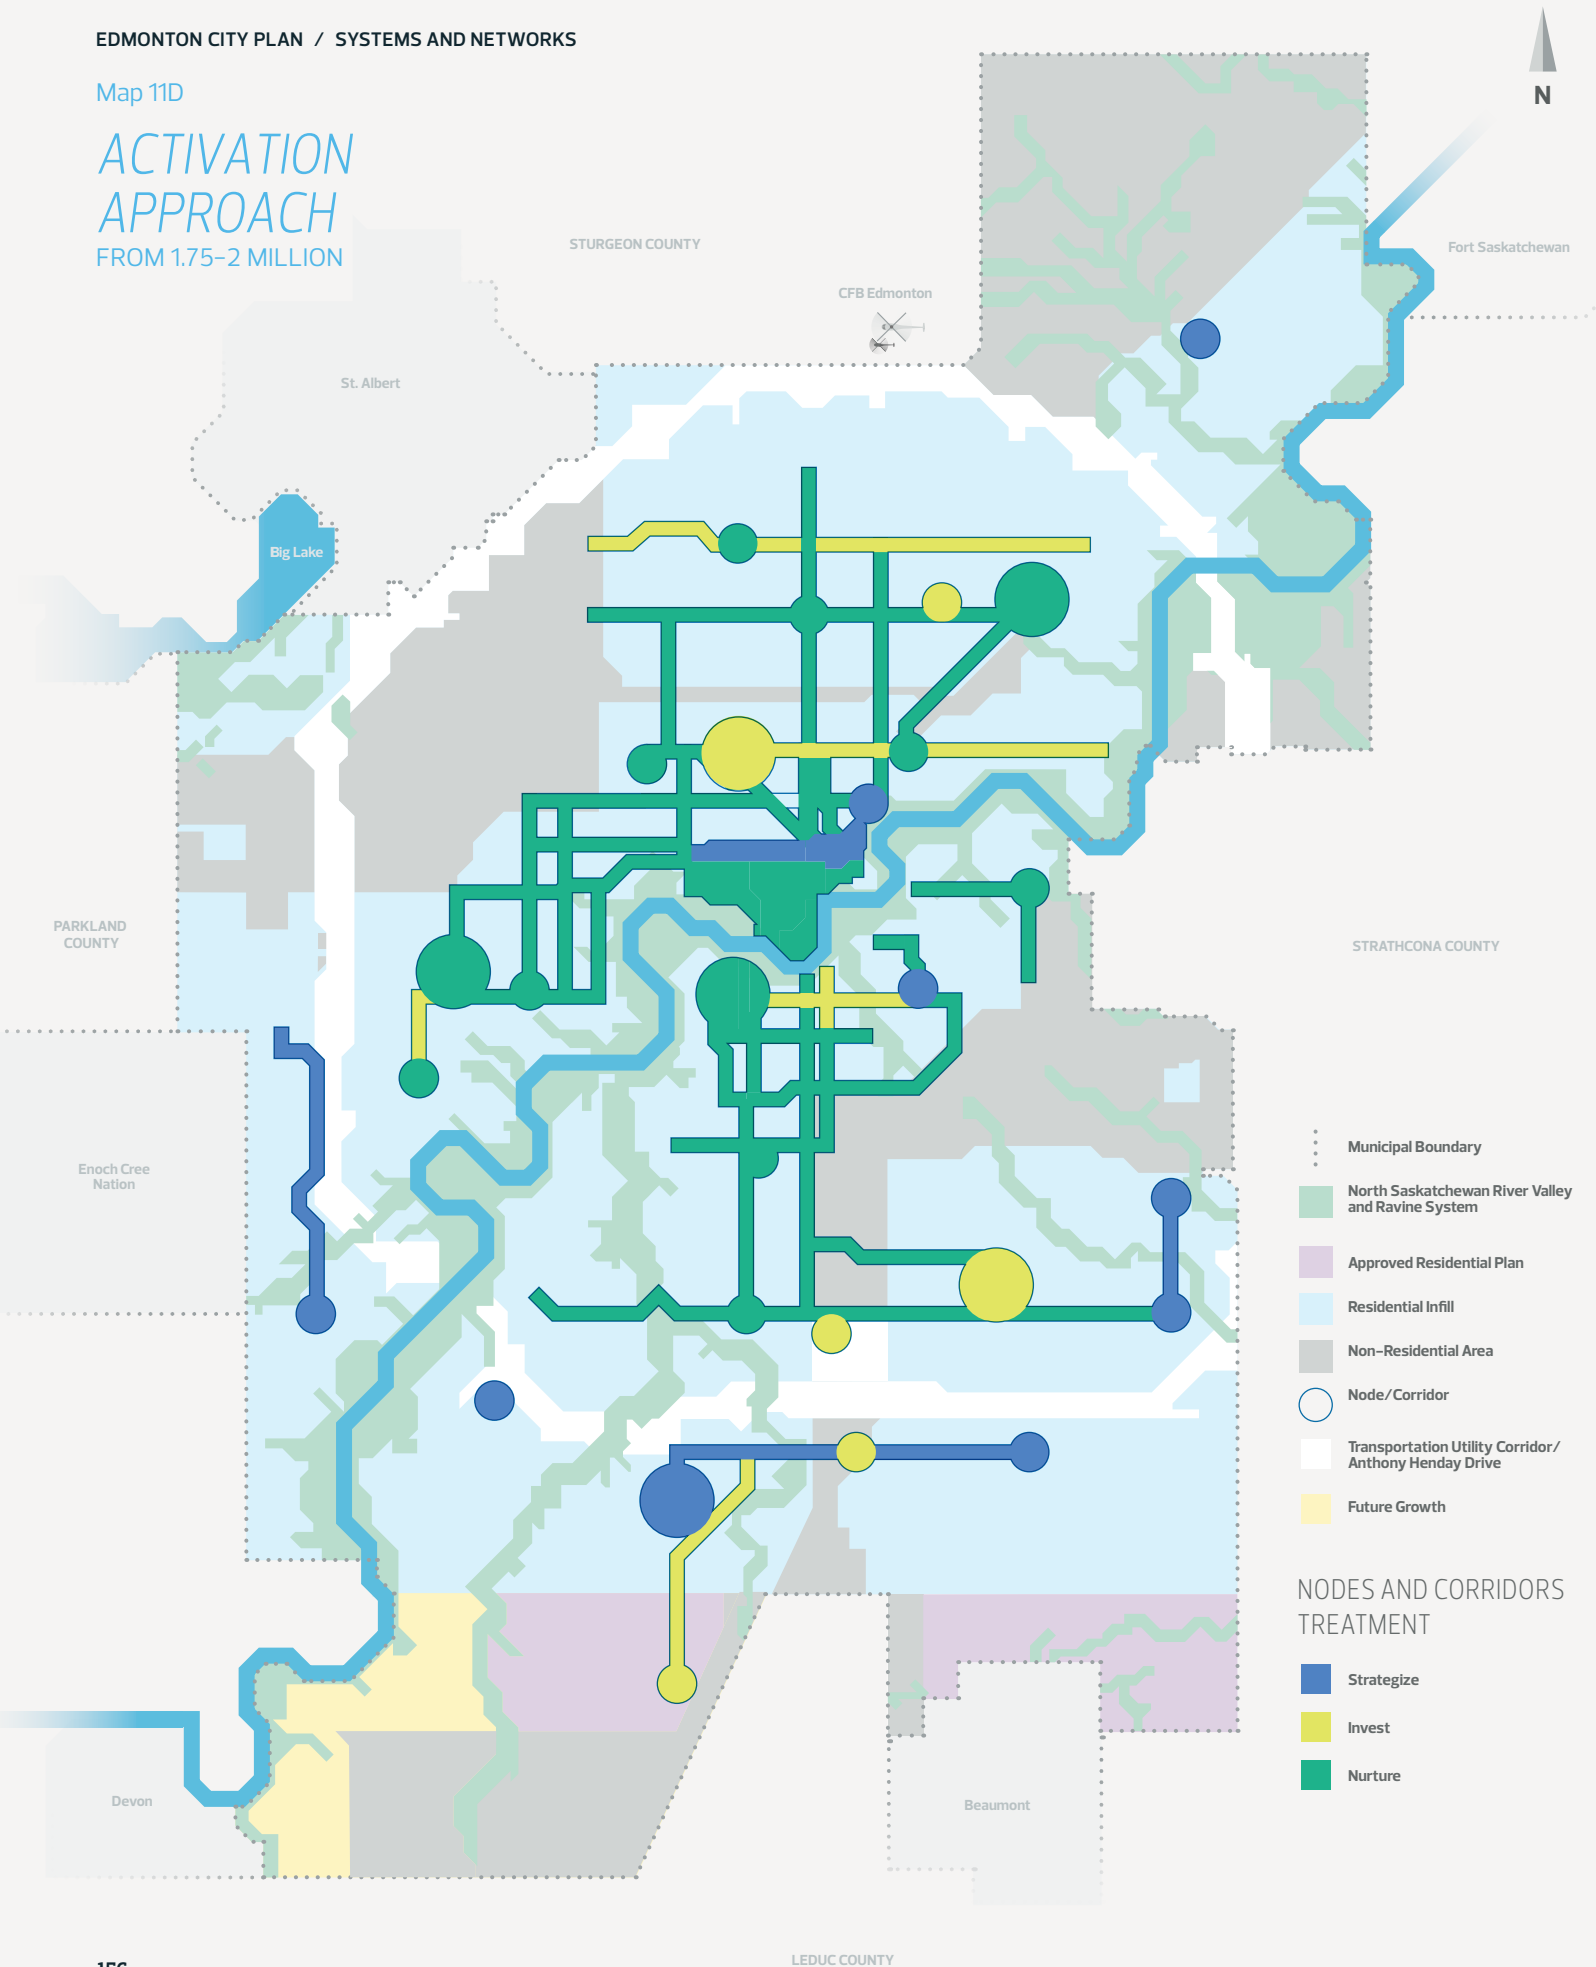 EDMONTON CITY PLAN / SYSTEMS AND NETWORKS
Map 11D
ACTIVATION
APPROACH
FROM 1.75–2 MILLION
N
STURGEON COUNTY
Fort Saskatchewan
CFB Edmonton
St. Albert
Big Lake
PARKLAND
COUNTY
STRATHCONA COUNTY
Enoch Cree
Nation
Municipal Boundary
North Saskatchewan River Valley
and Ravine System
Approved Residential Plan
Residential Infill
Non–Residential Area
Node/Corridor
Transportation Utility Corridor/
Anthony Henday Drive
Future Growth
NODES AND CORRIDORS
TREATMENT
Strategize
Invest
Nurture
Devon
Beaumont
LEDUC COUNTY